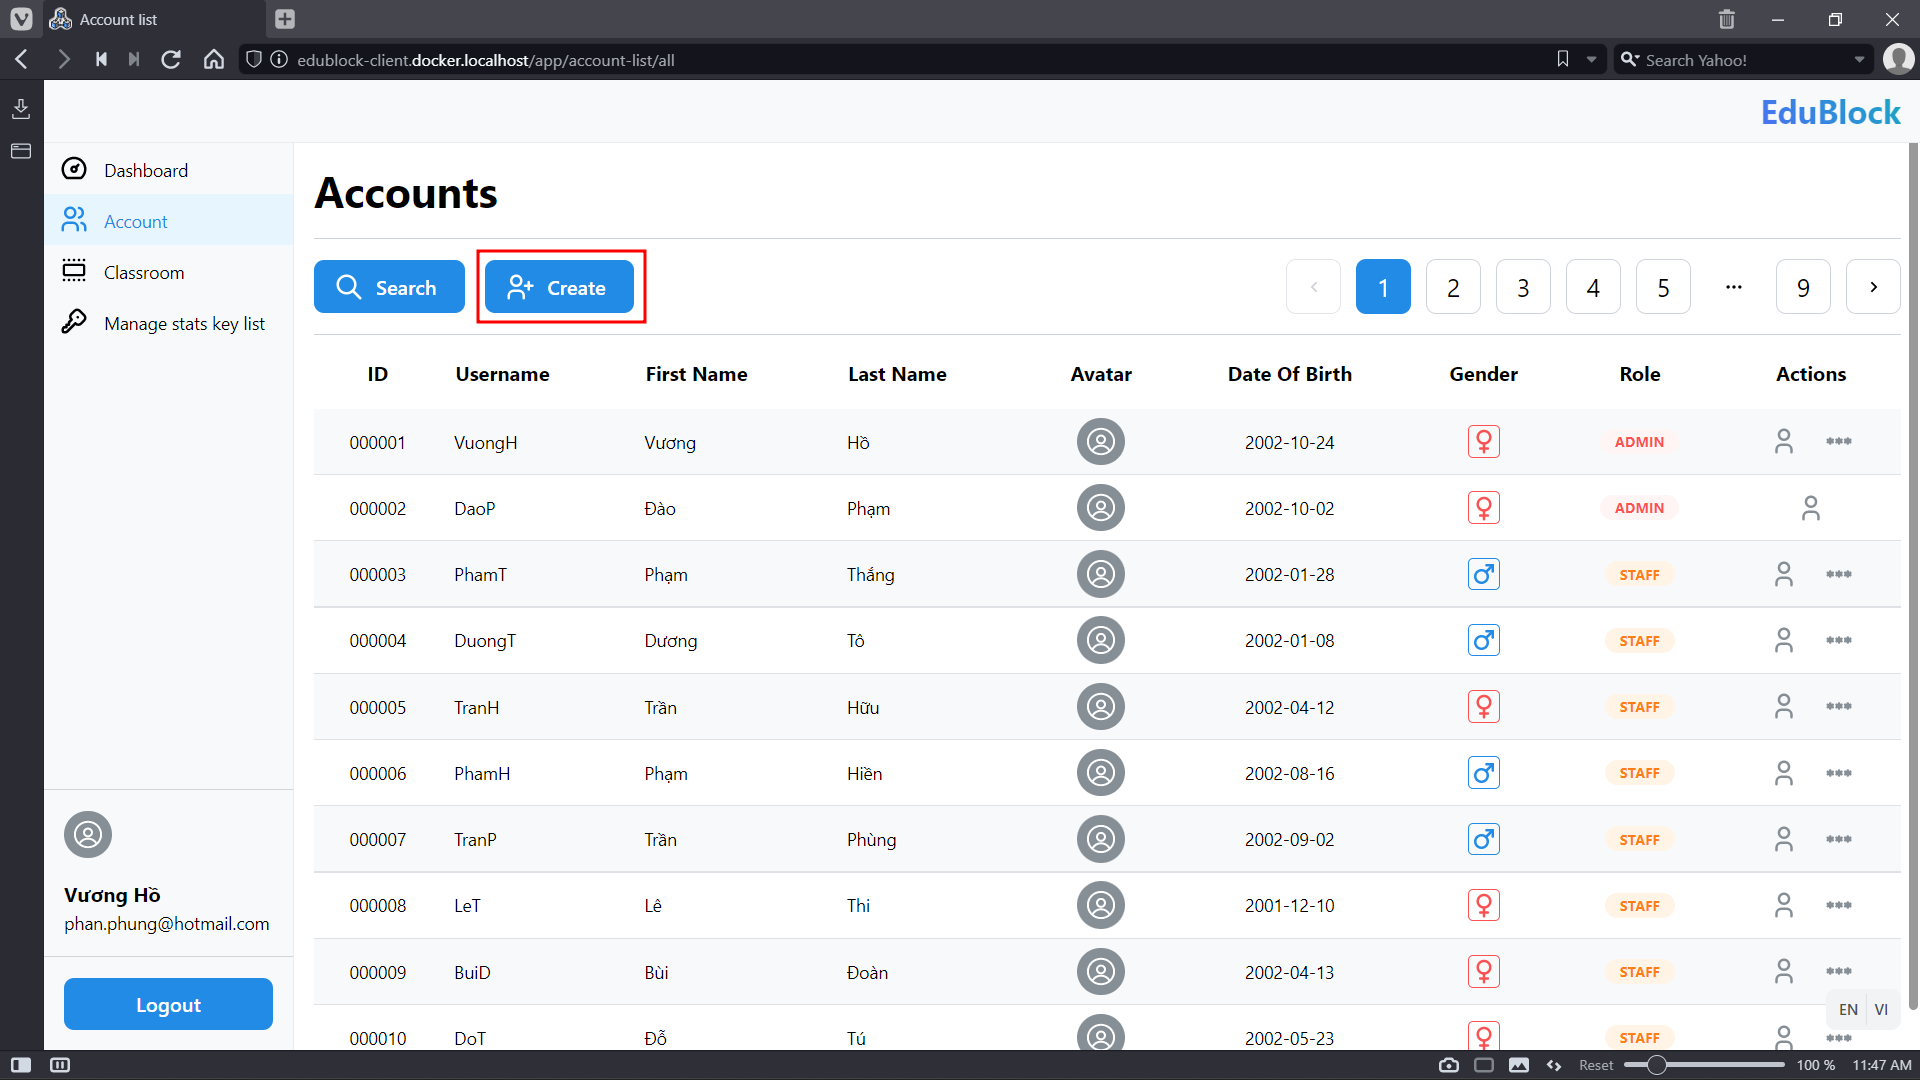 Account list
edublock-client.docker.localhost/app/account-list/all
Search Yahoo!
EduBlock
Dashboard
Account
Classroom
Manage stats key list
Accounts
Search Create 1 2 3 4 5 ··· 9
ID Username First Name Last Name Avatar Date Of Birth Gender Role Actions
000001 VuongH Vương Hồ 2002-10-24 ADMIN
000002 DaoP Đào Phạm 2002-10-02 ADMIN
000003 PhamT Phạm Thắng 2002-01-28 STAFF
000004 DuongT Dương Tô 2002-01-08 STAFF
000005 TranH Trần Hữu 2002-04-12 STAFF
000006 PhamH Phạm Hiền 2002-08-16 STAFF
000007 TranP Trần Phùng 2002-09-02 STAFF
000008 LeT Lê Thi 2001-12-10 STAFF
000009 BuiD Bùi Đoàn 2002-04-13 STAFF
000010 DoT Đỗ Tú 2002-05-23 STAFF
Vương Hồ
phan.phung@hotmail.com
Logout
EN VI
Reset 100 % 11:47 AM